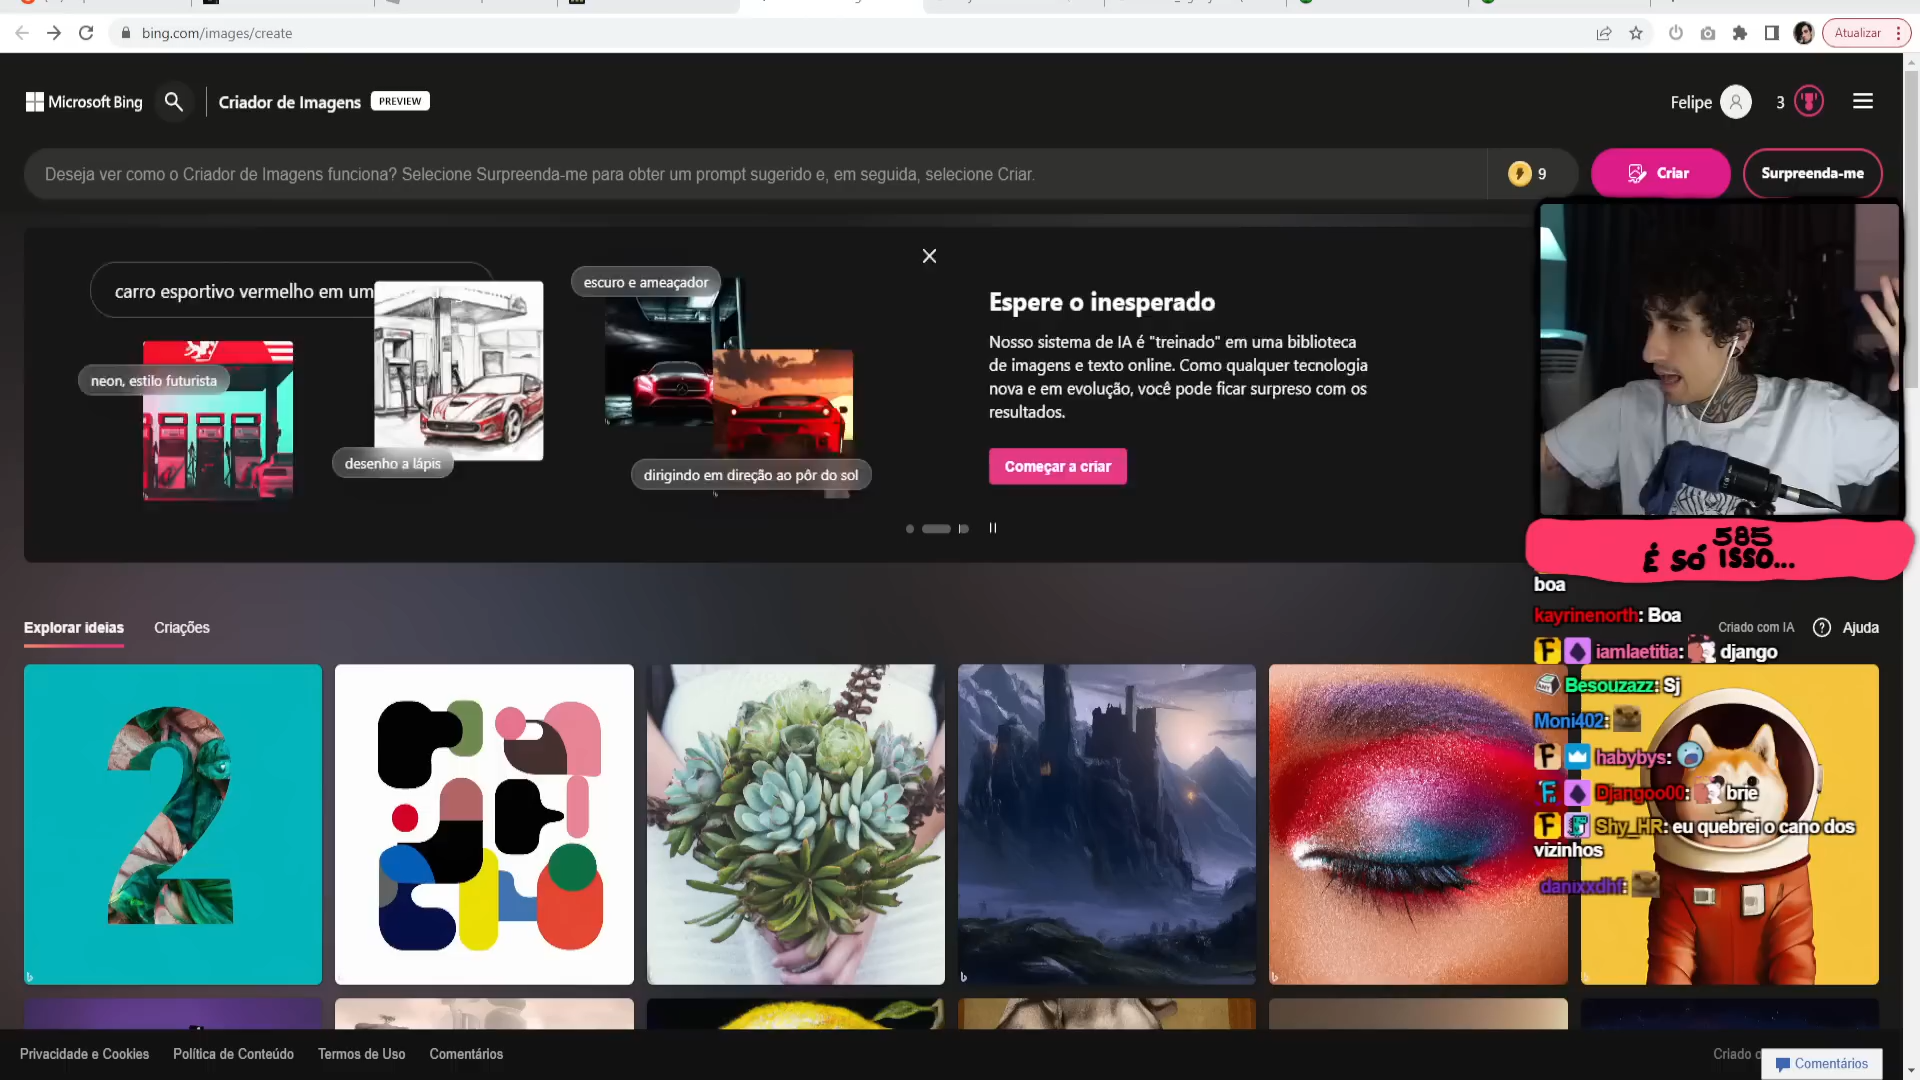 bing.com/images/create
Atualizar
Microsoft Bing
Criador de Imagens
PREVIEW
Felipe
3
Deseja ver como o Criador de Imagens funciona? Selecione Surpreenda-me para obter um prompt sugerido e, em seguida, selecione Criar.
9
Criar
Surpreenda-me
carro esportivo vermelho em um
neon, estilo futurista
desenho a lápis
escuro e ameaçador
dirigindo em direção ao pôr do sol
Espere o inesperado
Nosso sistema de IA é "treinado" em uma biblioteca
de imagens e texto online. Como qualquer tecnologia
nova e em evolução, você pode ficar surpreso com os
resultados.
Começar a criar
585
É SÓ ISSO...
boa
kayrinenorth: Boa
iamlaetitia: django
Besouzazz: Sj
Moni402:
habybys:
Djangoo00: brie
Shy_HR: eu quebrei o cano dos
vizinhos
danixxdhf:
Explorar ideias
Criações
Criado com IA
Ajuda
2
Privacidade e Cookies
Política de Conteúdo
Termos de Uso
Comentários
Criado
Comentários